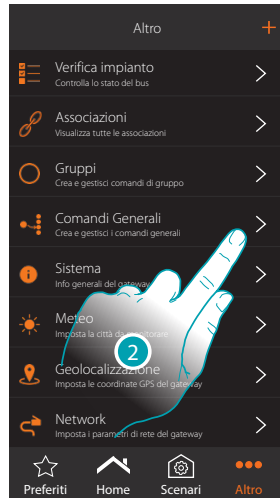 Altro
Verifica impianto
Controlla lo stato del bus
Associazioni
Visualizza tutte le associazioni
Gruppi
Crea e gestisci comandi di gruppo
Comandi Generali
Crea e gestisci i comandi generali
Sistema
Info generali del gateway
Meteo
Imposta la città da monitorare
2
Geolocalizzazione
Imposta le coordinate GPS del gateway
Network
Imposta i parametri di rete del gateway
Preferiti Home Scenari Altro